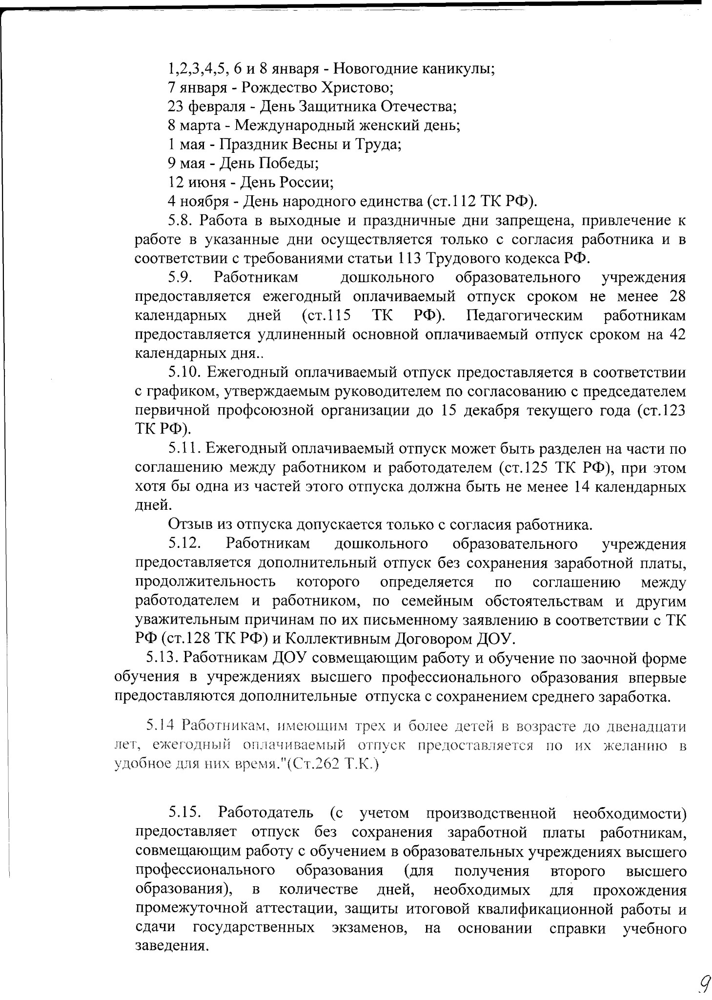 1,2,3,4,5, 6 и 8 января - Новогодние каникулы;
7 января - Рождество Христово;
23 февраля - День Защитника Отечества;
8 марта - Международный женский день;
1 мая - Праздник Весны и Труда;
9 мая - День Победы;
12 июня - День России;
4 ноября - День народного единства (ст.112 ТК РФ).
5.8. Работа в выходные и праздничные дни запрещена, привлечение к
работе в указанные дни осуществляется только с согласия работника и в
соответствии с требованиями статьи 113 Трудового кодекса РФ.
5.9. Работникам дошкольного образовательного учреждения
предоставляется ежегодный оплачиваемый отпуск сроком не менее 28
календарных дней (ст.115 ТК РФ). Педагогическим работникам
предоставляется удлиненный основной оплачиваемый отпуск сроком на 42
календарных дня..
5.10. Ежегодный оплачиваемый отпуск предоставляется в соответствии
с графиком, утверждаемым руководителем по согласованию с председателем
первичной профсоюзной организации до 15 декабря текущего года (ст.123
ТК РФ).
5.11. Ежегодный оплачиваемый отпуск может быть разделен на части по
соглашению между работником и работодателем (ст.125 ТК РФ), при этом
хотя бы одна из частей этого отпуска должна быть не менее 14 календарных
дней.
Отзыв из отпуска допускается только с согласия работника.
5.12. Работникам дошкольного образовательного учреждения
предоставляется дополнительный отпуск без сохранения заработной платы,
продолжительность которого определяется по соглашению между
работодателем и работником, по семейным обстоятельствам и другим
уважительным причинам по их письменному заявлению в соответствии с ТК
РФ (ст.128 ТК РФ) и Коллективным Договором ДОУ.
5.13. Работникам ДОУ совмещающим работу и обучение по заочной форме
обучения в учреждениях высшего профессионального образования впервые
предоставляются дополнительные отпуска с сохранением среднего заработка.
5.14 Работникам, имеющим трех и более детей в возрасте до двенадцати
лет, ежегодный оплачиваемый отпуск предоставляется по их желанию в
удобное для них время."(Ст.262 Т.К.)
5.15. Работодатель (с учетом производственной необходимости)
предоставляет отпуск без сохранения заработной платы работникам,
совмещающим работу с обучением в образовательных учреждениях высшего
профессионального образования (для получения второго высшего
образования), в количестве дней, необходимых для прохождения
промежуточной аттестации, защиты итоговой квалификационной работы и
сдачи государственных экзаменов, на основании справки учебного
заведения.
9